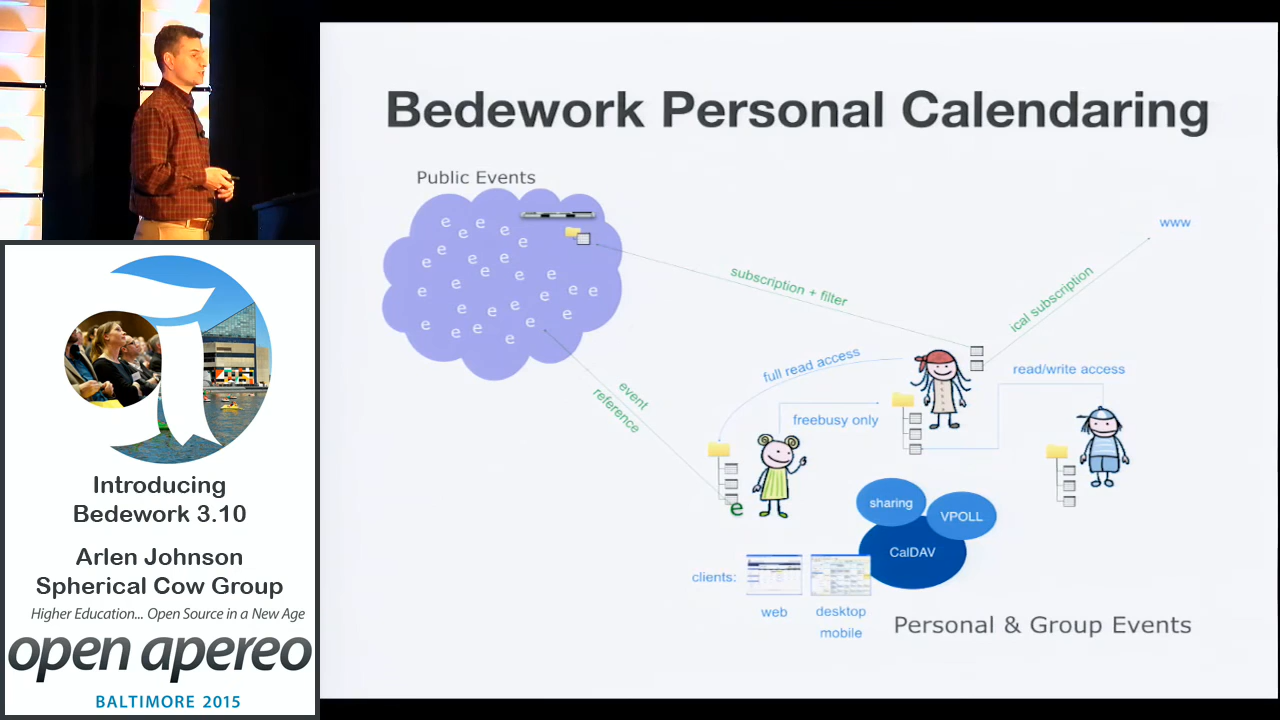 Bedework Personal Calendaring
Public Events
e e e e e e e e e e e e e e e e e e e e e e e e e
www
subscription + filter
ical subscription
full read access
read/write access
event
reference
freebusy only
e
sharing
VPOLL
CalDAV
clients:
web
desktop
mobile
Personal & Group Events
Introducing
Bedework 3.10
Arlen Johnson
Spherical Cow Group
Higher Education... Open Source in a New Age
open apereo
BALTIMORE 2015